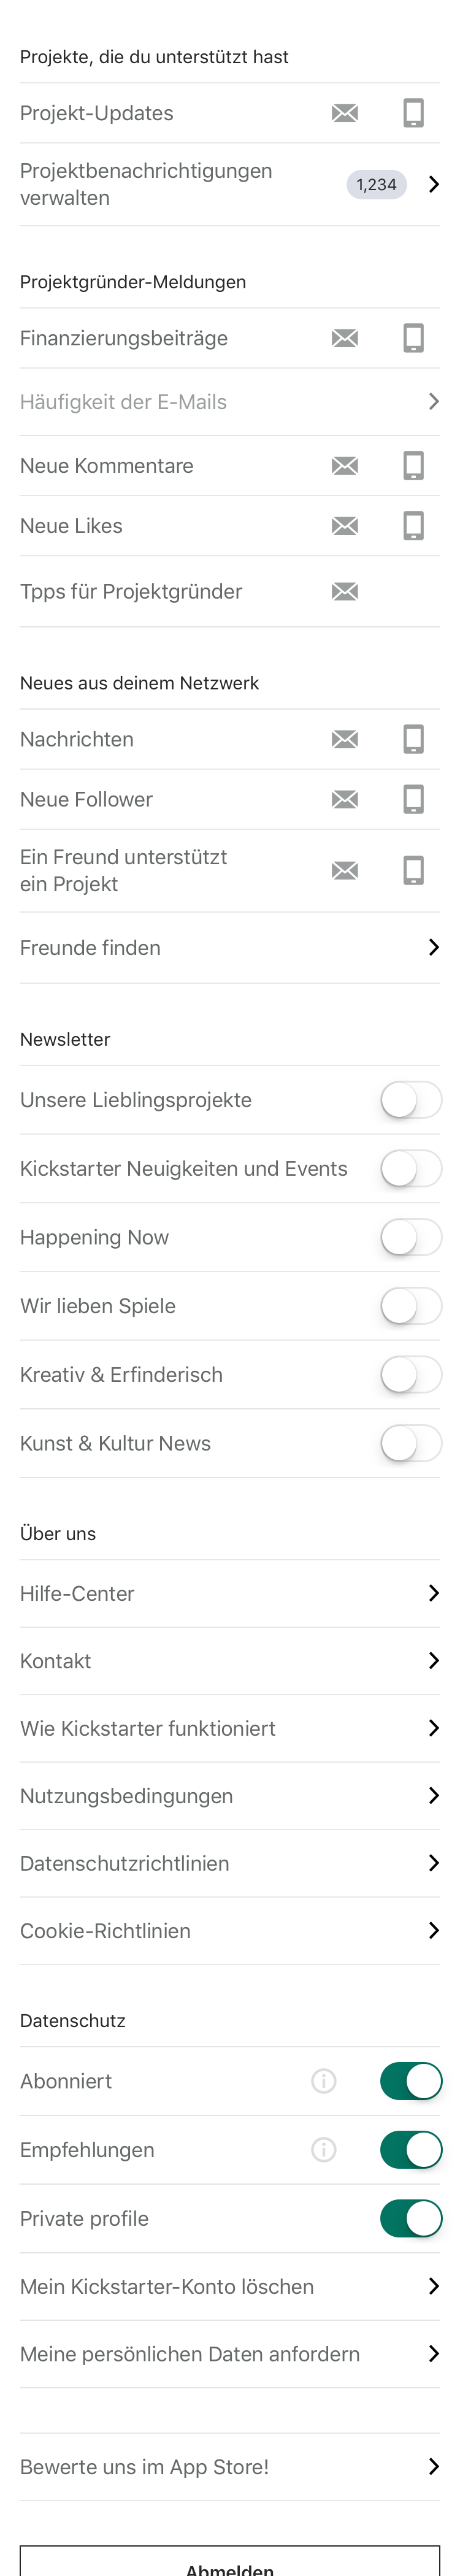 Projekte, die du unterstützt hast
Projekt-Updates
Projektbenachrichtigungen
verwalten
1,234
Projektgründer-Meldungen
Finanzierungsbeiträge
Häufigkeit der E-Mails
Neue Kommentare
Neue Likes
Tpps für Projektgründer
Neues aus deinem Netzwerk
Nachrichten
Neue Follower
Ein Freund unterstützt
ein Projekt
Freunde finden
Newsletter
Unsere Lieblingsprojekte
Kickstarter Neuigkeiten und Events
Happening Now
Wir lieben Spiele
Kreativ & Erfinderisch
Kunst & Kultur News
Über uns
Hilfe-Center
Kontakt
Wie Kickstarter funktioniert
Nutzungsbedingungen
Datenschutzrichtlinien
Cookie-Richtlinien
Datenschutz
Abonniert
Empfehlungen
Private profile
Mein Kickstarter-Konto löschen
Meine persönlichen Daten anfordern
Bewerte uns im App Store!
Abmelden